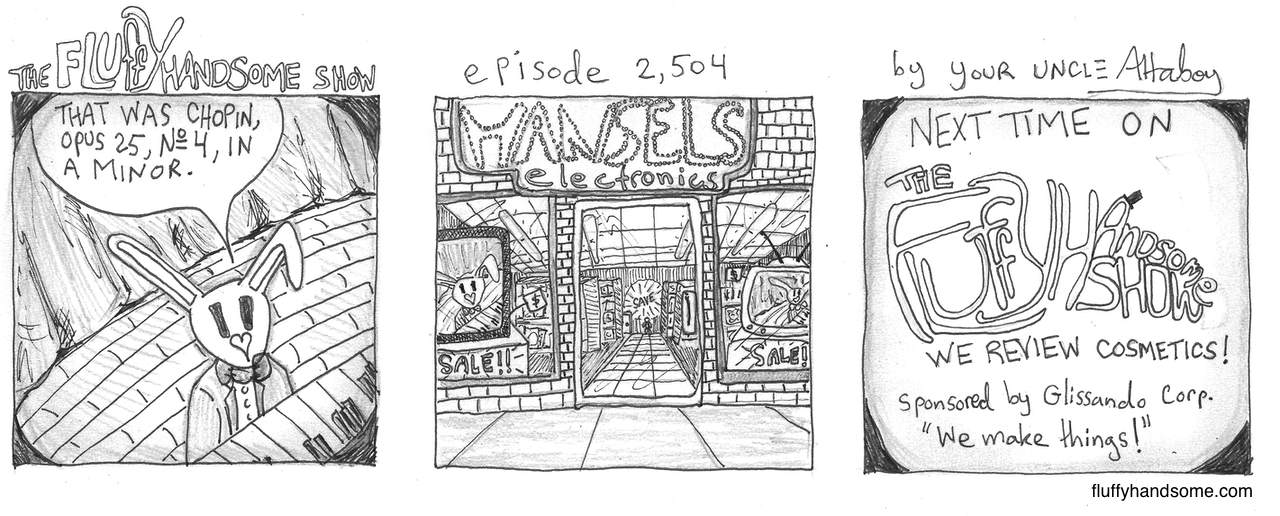 THE FLUffY HANDSOME SHOW
episode 2,504
by your UNCLE Attaboy
THAT WAS CHOPIN,
OPUS 25, Nº 4, IN
A MINOR.
HANSELS
electronics
SALE!!
SAVE
$
$
SALE!
NEXT TIME ON
THE
FLUffY HANDSOME
SHOW
WE REVIEW COSMETICS!
Sponsored by Glissando Corp.
"We make things!"
fluffyhandsome.com